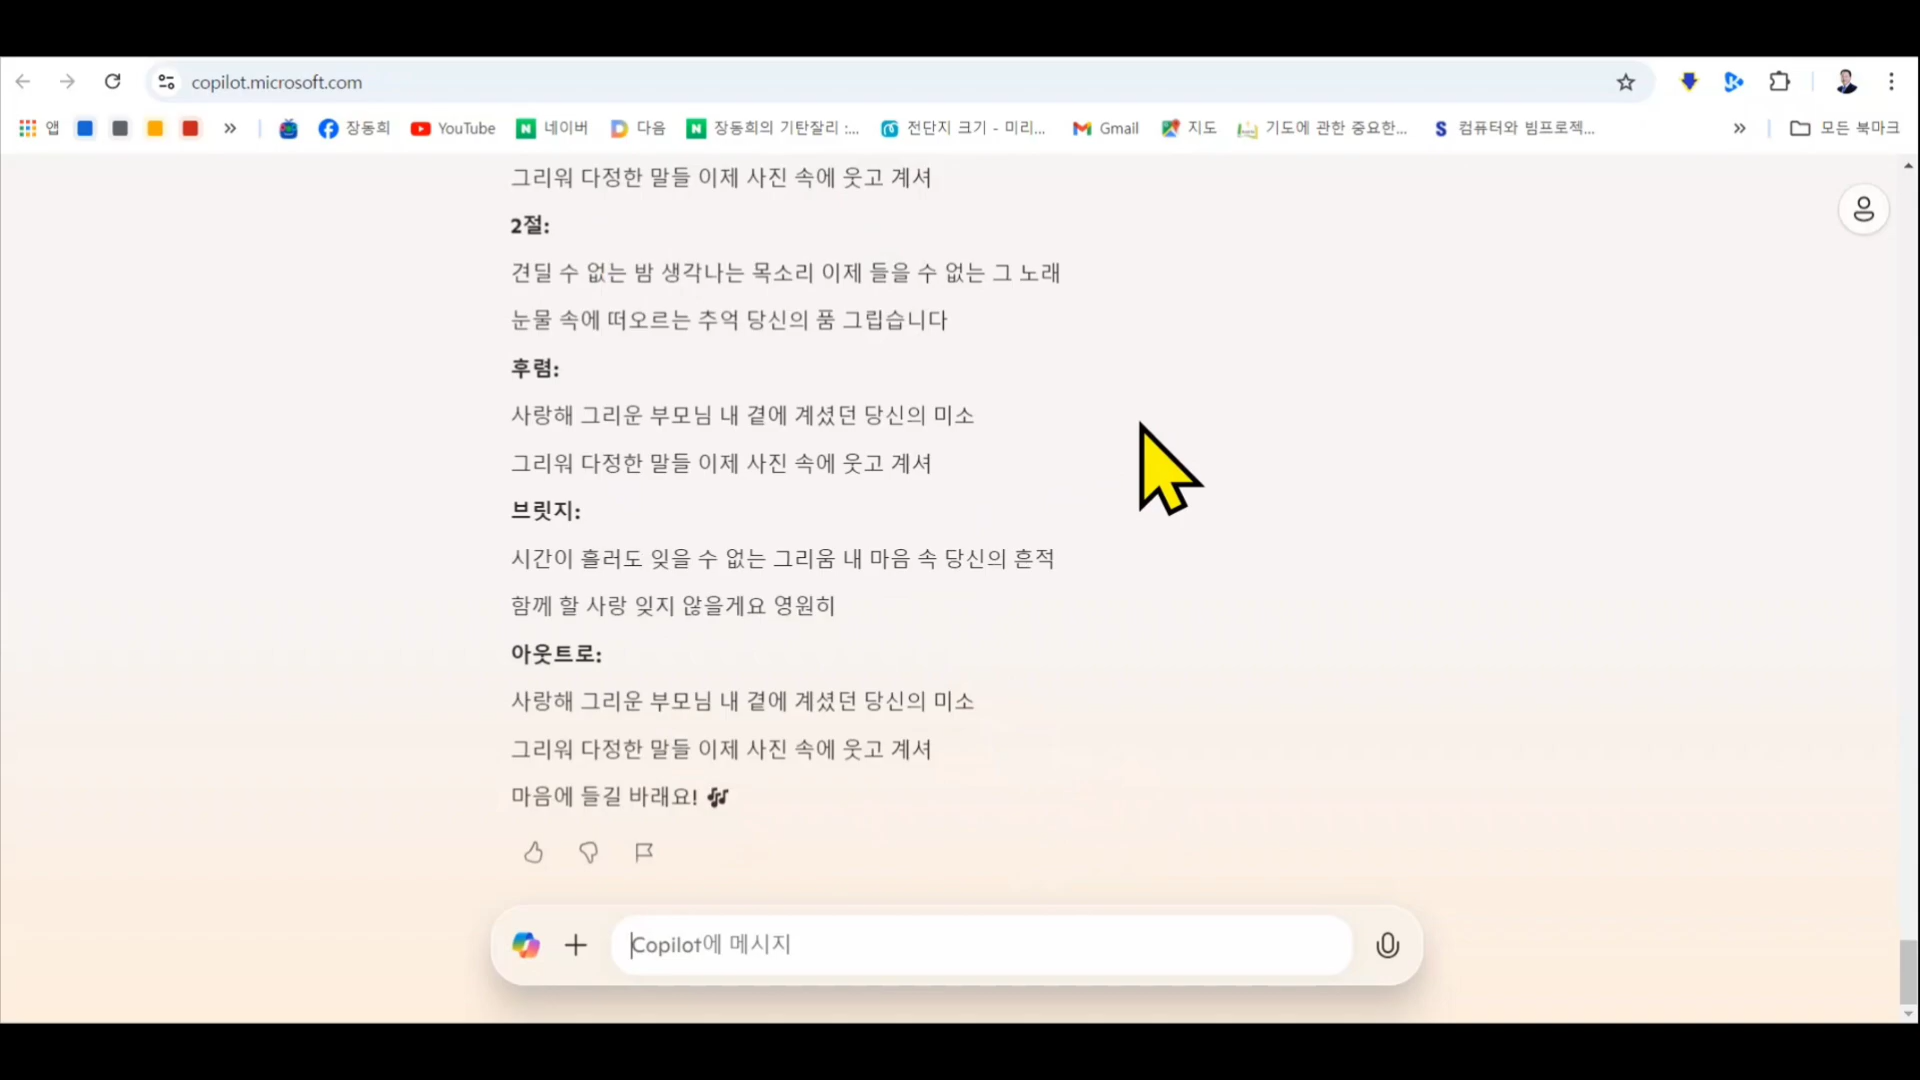 copilot.microsoft.com
앱
장동희
YouTube
네이버
다음
장동희의 기탄잘리 :...
전단지 크기 - 미리...
Gmail
지도
기도에 관한 중요한...
컴퓨터와 빔프로젝...
모든 북마크
그리워 다정한 말들 이제 사진 속에 웃고 계셔
2절:
견딜 수 없는 밤 생각나는 목소리 이제 들을 수 없는 그 노래
눈물 속에 떠오르는 추억 당신의 품 그립습니다
후렴:
사랑해 그리운 부모님 내 곁에 계셨던 당신의 미소
그리워 다정한 말들 이제 사진 속에 웃고 계셔
브릿지:
시간이 흘러도 잊을 수 없는 그리움 내 마음 속 당신의 흔적
함께 할 사랑 잊지 않을게요 영원히
아웃트로:
사랑해 그리운 부모님 내 곁에 계셨던 당신의 미소
그리워 다정한 말들 이제 사진 속에 웃고 계셔
마음에 들길 바래요! 🎶
Copilot에 메시지